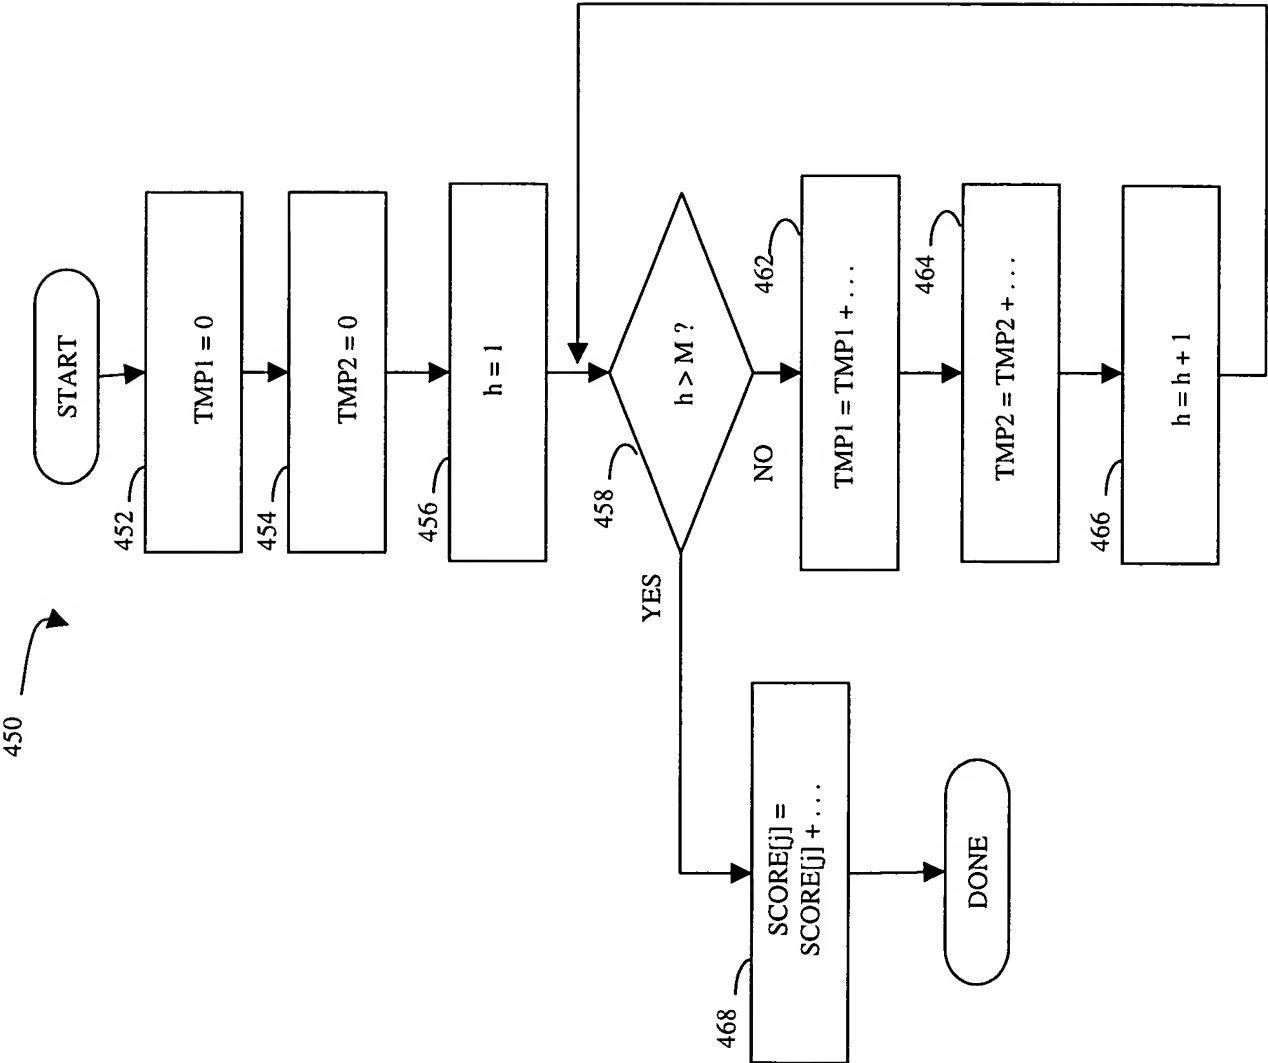 450
START
452
TMP1 = 0
454
TMP2 = 0
456
h = 1
458
h > M ?
YES
NO
462
TMP1 = TMP1 + . . .
464
TMP2 = TMP2 + . . .
466
h = h + 1
468
SCORE[j] =
SCORE[j] + . . .
DONE